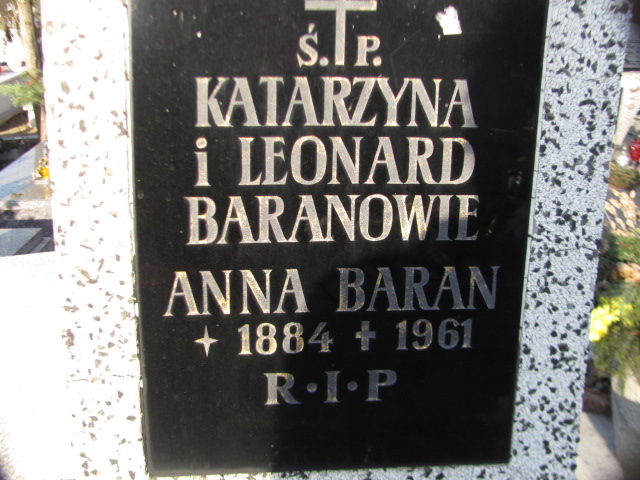 Ś. P.
KATARZYNA
i LEONARD
BARANOWIE
ANNA BARAN
1884 1961
R·I·P